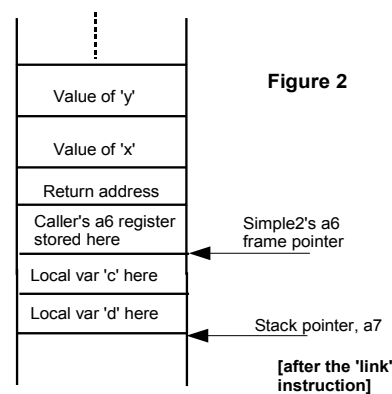 Figure 2
Value of 'y'
Value of 'x'
Return address
Caller's a6 register
stored here
Simple2's a6
frame pointer
Local var 'c' here
Local var 'd' here
Stack pointer, a7
[after the 'link'
instruction]